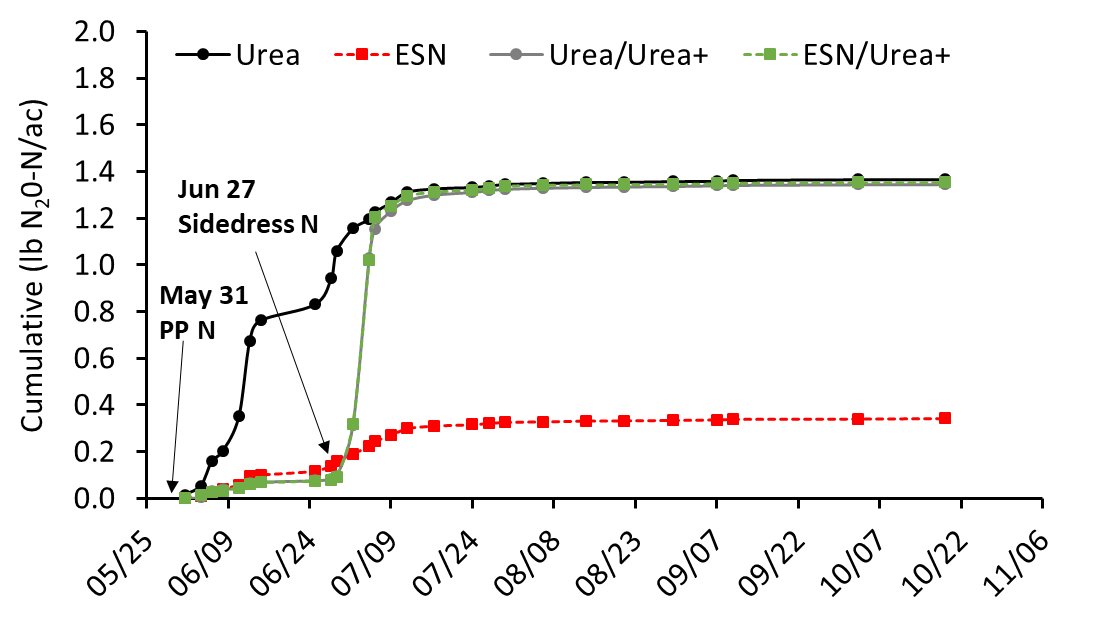 Urea ESN Urea/Urea+ ESN/Urea+
Cumulative (lb N₂0-N/ac)
2.0
1.8
1.6
1.4
1.2
1.0
0.8
0.6
0.4
0.2
0.0
Jun 27
Sidedress N
May 31
PP N
05/25 06/09 06/24 07/09 07/24 08/08 08/23 09/07 09/22 10/07 10/22 11/06